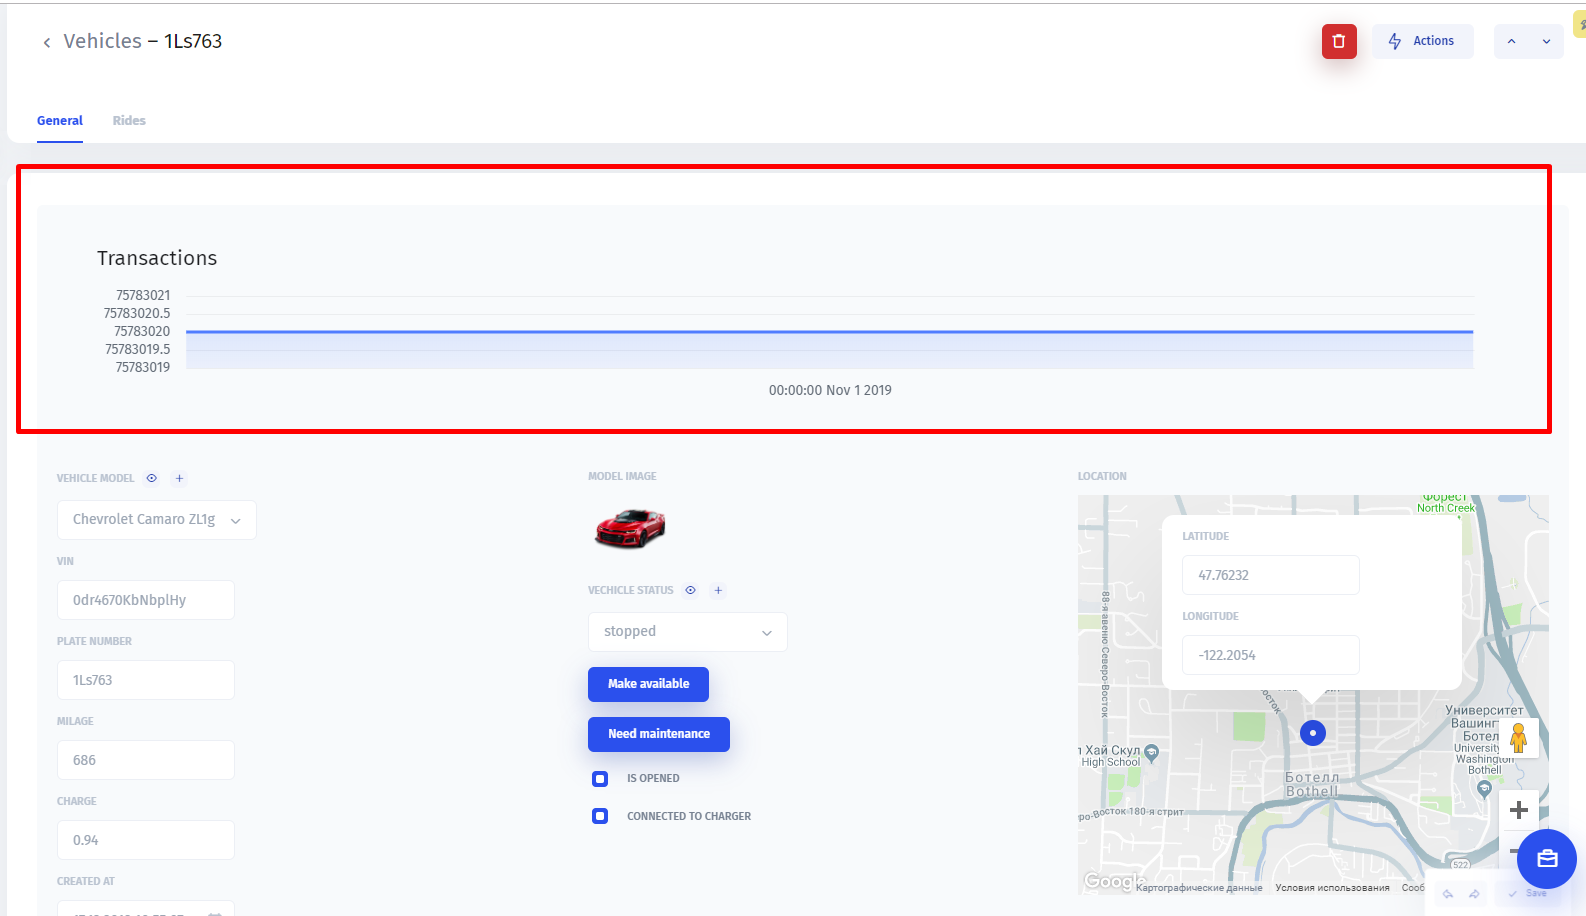 Vehicles – 1Ls763
Actions
General
Rides
Transactions
75783021
75783020.5
75783020
75783019.5
75783019
00:00:00 Nov 1 2019
VEHICLE MODEL
Chevrolet Camaro ZL1g
VIN
0dr4670KbNbplHy
PLATE NUMBER
1Ls763
MILAGE
686
CHARGE
0.94
CREATED AT
MODEL IMAGE
VECHICLE STATUS
stopped
Make available
Need maintenance
IS OPENED
CONNECTED TO CHARGER
LOCATION
Форест
North Creek
LATITUDE
47.76232
LONGITUDE
-122.2054
88-я авеню Северо-Восток
Университет
Вашингт
Ботел
University
Washington
Bothell
л Хай Скул
High School
Ботелл
Bothell
ро-Восток 180-я стрит
522
Google
Картографические данные
Условия использования
Сооб
Save